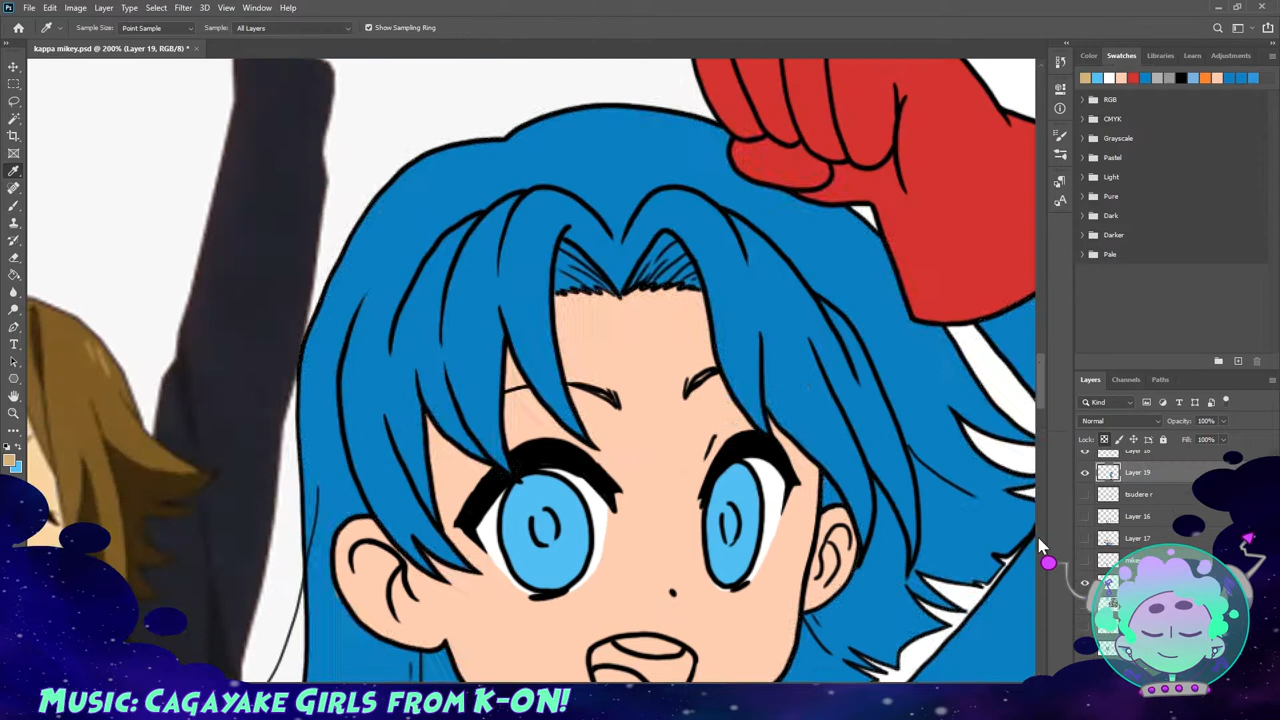 File Edit Image Layer Type Select Filter 3D View Window Help
Sample Size: Point Sample Sample: All Layers Show Sampling Ring
kappa mikey.psd @ 200% (Layer 19, RGB/8) *
Color Swatches Libraries Learn Adjustments
RGB
CMYK
Grayscale
Pastel
Light
Pure
Dark
Darker
Pale
Layers Channels Paths
Kind
Normal Opacity: 100%
Lock: Fill: 100%
Layer 18
Layer 19
tsudere r
Layer 16
Layer 17
Music: Cagayake Girls from K-ON!